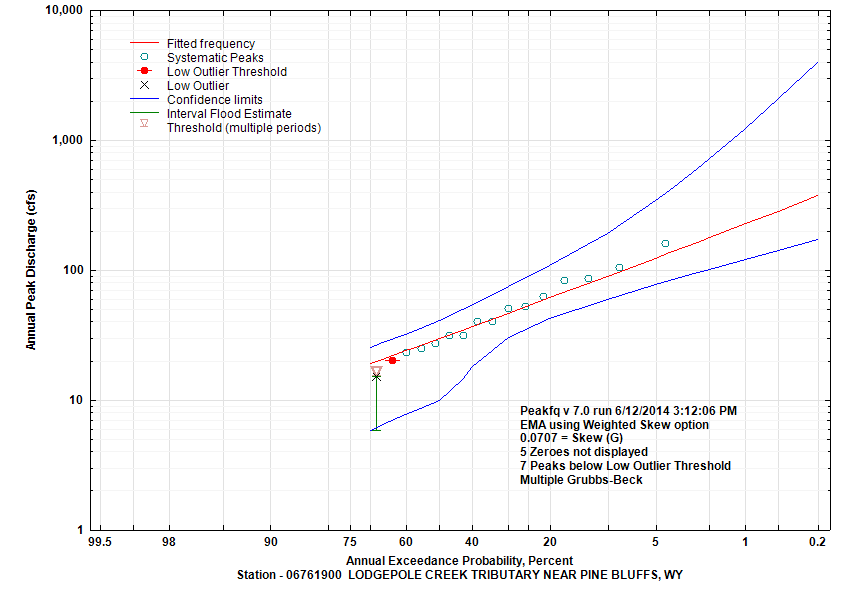 10,000
1,000
100
10
1
Annual Peak Discharge (cfs)
Fitted frequency
Systematic Peaks
Low Outlier Threshold
Low Outlier
Confidence limits
Interval Flood Estimate
Threshold (multiple periods)
Peakfq v 7.0 run 6/12/2014 3:12:06 PM
EMA using Weighted Skew option
0.0707 = Skew (G)
5 Zeroes not displayed
7 Peaks below Low Outlier Threshold
Multiple Grubbs-Beck
99.5 98 90 75 60 40 20 5 1 0.2
Annual Exceedance Probability, Percent
Station - 06761900 LODGEPOLE CREEK TRIBUTARY NEAR PINE BLUFFS, WY